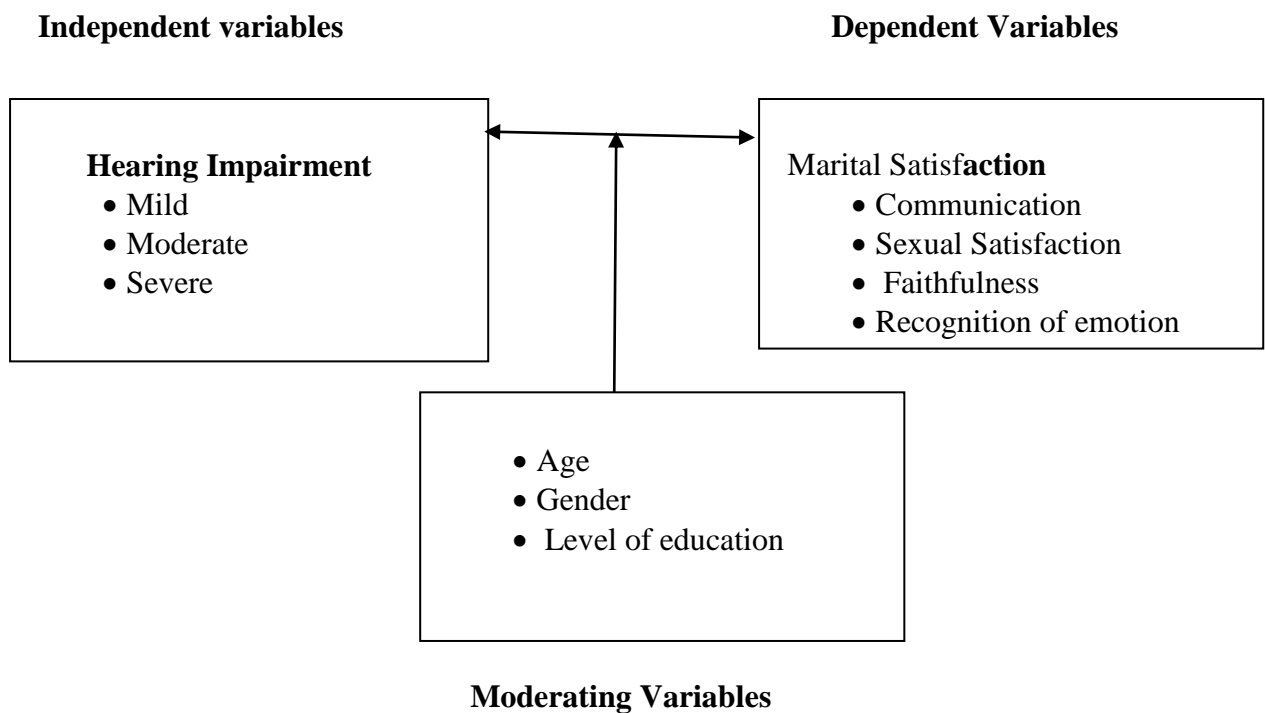 Independent variables
Dependent Variables
Hearing Impairment
• Mild
• Moderate
• Severe
Marital Satisfaction
• Communication
• Sexual Satisfaction
• Faithfulness
• Recognition of emotion
• Age
• Gender
• Level of education
Moderating Variables